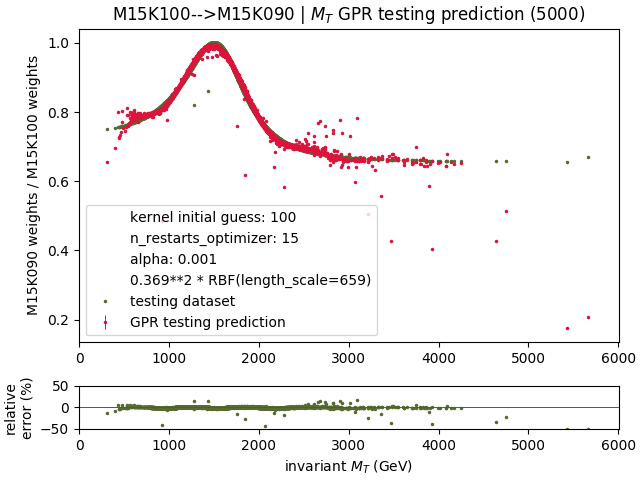 M15K100-->M15K090 | M_T GPR testing prediction (5000)
M15K090 weights / M15K100 weights
1.0
0.8
0.6
0.4
0.2
kernel initial guess: 100
n_restarts_optimizer: 15
alpha: 0.001
0.369**2 * RBF(length_scale=659)
testing dataset
GPR testing prediction
0 1000 2000 3000 4000 5000 6000
relative
error (%)
50
0
−50
0 1000 2000 3000 4000 5000 6000
invariant M_T (GeV)